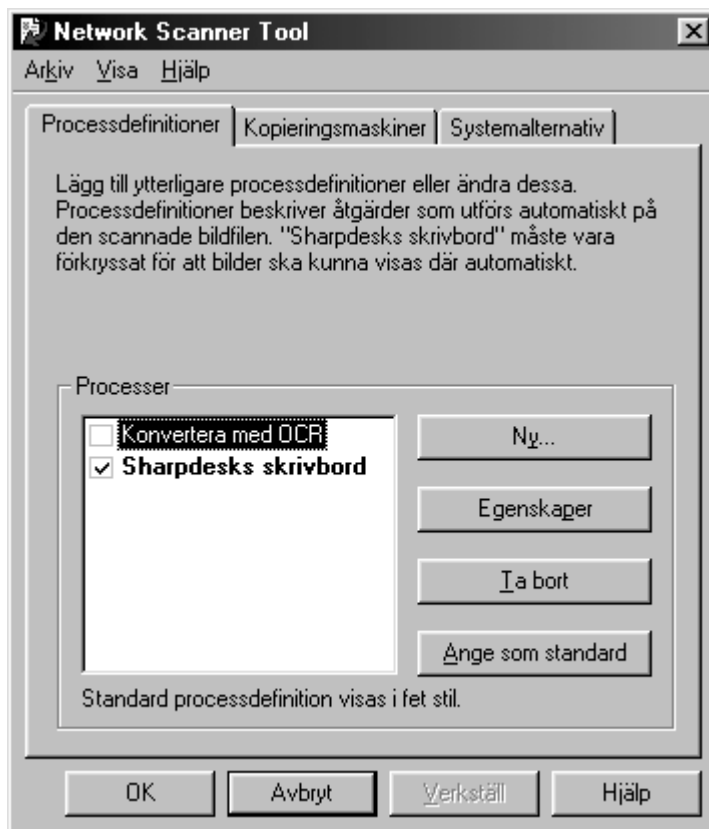 Network Scanner Tool
Arkiv Visa Hjälp
Processdefinitioner Kopieringsmaskiner Systemalternativ
Lägg till ytterligare processdefinitioner eller ändra dessa.
Processdefinitioner beskriver åtgärder som utförs automatiskt på
den scannade bildfilen. "Sharpdesks skrivbord" måste vara
förkryssat för att bilder ska kunna visas där automatiskt.
Processer
Konvertera med OCR
Sharpdesks skrivbord
Ny...
Egenskaper
Ta bort
Ange som standard
Standard processdefinition visas i fet stil.
OK Avbryt Verkställ Hjälp